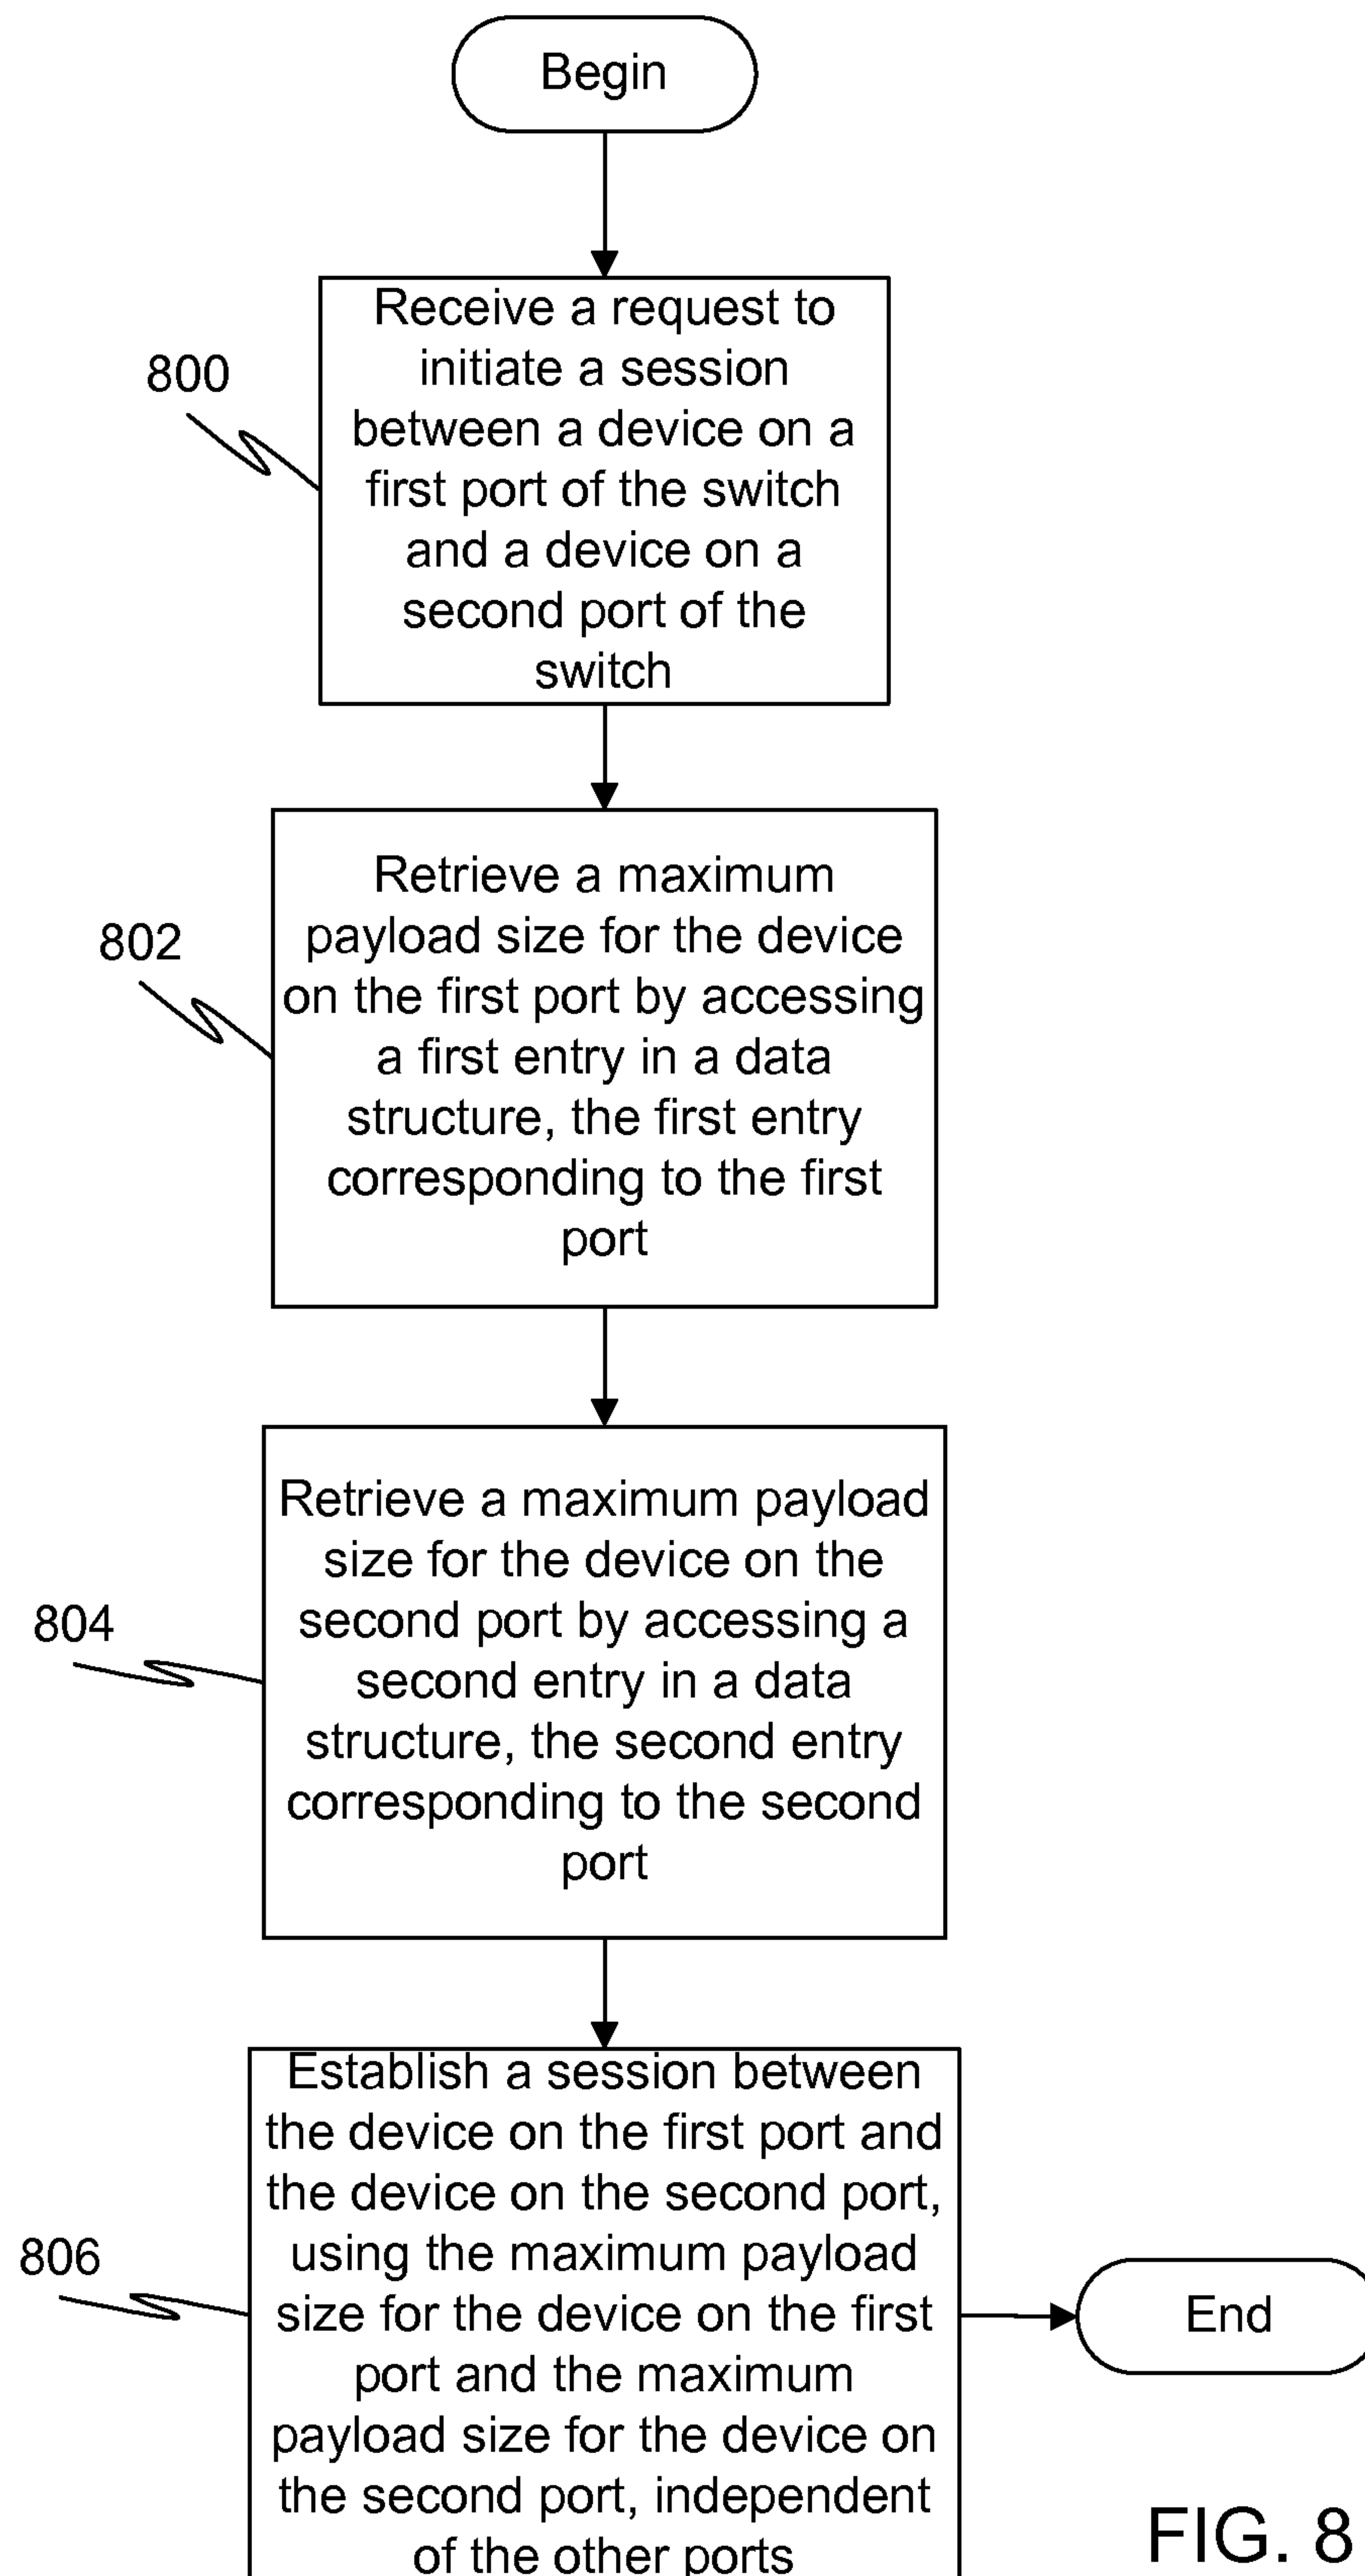 Begin
800
Receive a request to
initiate a session
between a device on a
first port of the switch
and a device on a
second port of the
switch
802
Retrieve a maximum
payload size for the device
on the first port by accessing
a first entry in a data
structure, the first entry
corresponding to the first
port
804
Retrieve a maximum payload
size for the device on the
second port by accessing a
second entry in a data
structure, the second entry
corresponding to the second
port
806
Establish a session between
the device on the first port and
the device on the second port,
using the maximum payload
size for the device on the first
port and the maximum
payload size for the device on
the second port, independent
of the other ports
End
FIG. 8